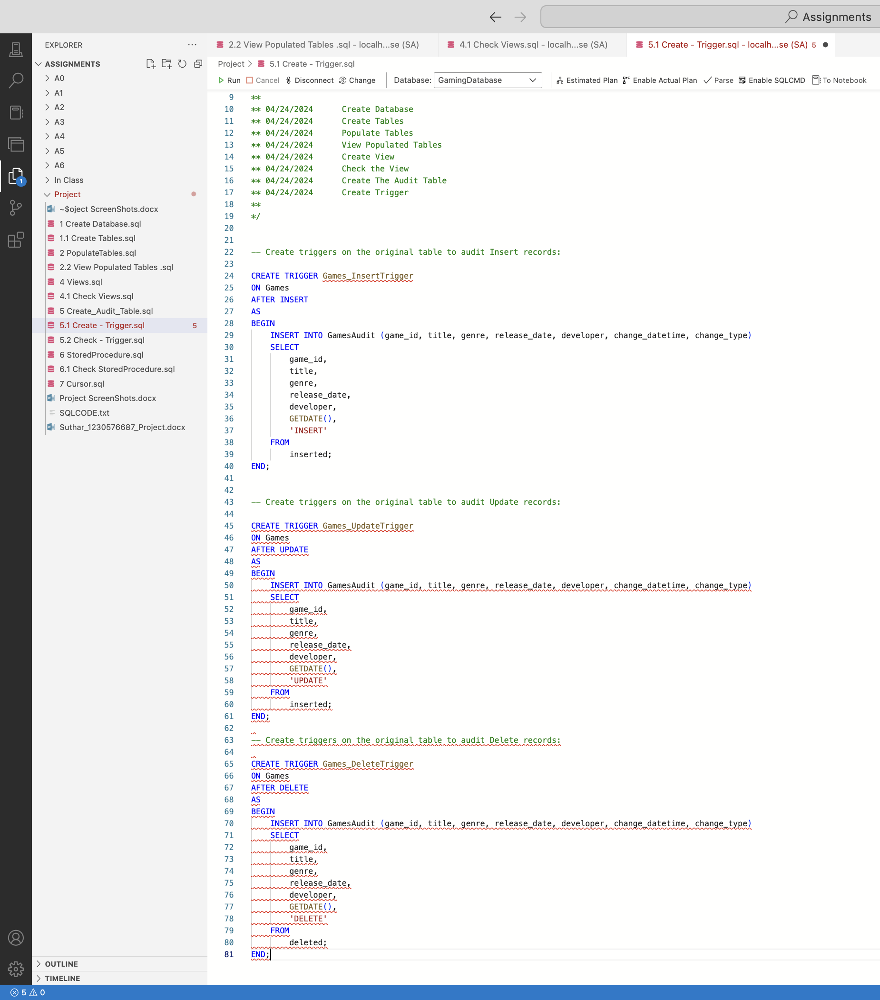 Assignments
EXPLORER
ASSIGNMENTS
A0
A1
A2
A3
A4
A5
A6
In Class
Project
~$oject ScreenShots.docx
1 Create Database.sql
1.1 Create Tables.sql
2 PopulateTables.sql
2.2 View Populated Tables .sql
4 Views.sql
4.1 Check Views.sql
5 Create_Audit_Table.sql
5.1 Create - Trigger.sql 5
5.2 Check - Trigger.sql
6 StoredProcedure.sql
6.1 Check StoredProcedure.sql
7 Cursor.sql
Project ScreenShots.docx
SQLCODE.txt
Suthar_1230576687_Project.docx
OUTLINE
TIMELINE
1
2.2 View Populated Tables .sql - localh...se (SA)
4.1 Check Views.sql - localh...se (SA)
5.1 Create - Trigger.sql - localh...se (SA) 5
Project > 5.1 Create - Trigger.sql
Run Cancel Disconnect Change Database: GamingDatabase Estimated Plan Enable Actual Plan Parse Enable SQLCMD To Notebook
9 **
10 ** 04/24/2024 Create Database
11 ** 04/24/2024 Create Tables
12 ** 04/24/2024 Populate Tables
13 ** 04/24/2024 View Populated Tables
14 ** 04/24/2024 Create View
15 ** 04/24/2024 Check the View
16 ** 04/24/2024 Create The Audit Table
17 ** 04/24/2024 Create Trigger
18 **
19 */
20
21
22 -- Create triggers on the original table to audit Insert records:
23
24 CREATE TRIGGER Games_InsertTrigger
25 ON Games
26 AFTER INSERT
27 AS
28 BEGIN
29 INSERT INTO GamesAudit (game_id, title, genre, release_date, developer, change_datetime, change_type)
30 SELECT
31 game_id,
32 title,
33 genre,
34 release_date,
35 developer,
36 GETDATE(),
37 'INSERT'
38 FROM
39 inserted;
40 END;
41
42
43 -- Create triggers on the original table to audit Update records:
44
45 CREATE TRIGGER Games_UpdateTrigger
46 ON Games
47 AFTER UPDATE
48 AS
49 BEGIN
50 INSERT INTO GamesAudit (game_id, title, genre, release_date, developer, change_datetime, change_type)
51 SELECT
52 game_id,
53 title,
54 genre,
55 release_date,
56 developer,
57 GETDATE(),
58 'UPDATE'
59 FROM
60 inserted;
61 END;
62
63 -- Create triggers on the original table to audit Delete records:
64
65 CREATE TRIGGER Games_DeleteTrigger
66 ON Games
67 AFTER DELETE
68 AS
69 BEGIN
70 INSERT INTO GamesAudit (game_id, title, genre, release_date, developer, change_datetime, change_type)
71 SELECT
72 game_id,
73 title,
74 genre,
75 release_date,
76 developer,
77 GETDATE(),
78 'DELETE'
79 FROM
80 deleted;
81 END;
5 0